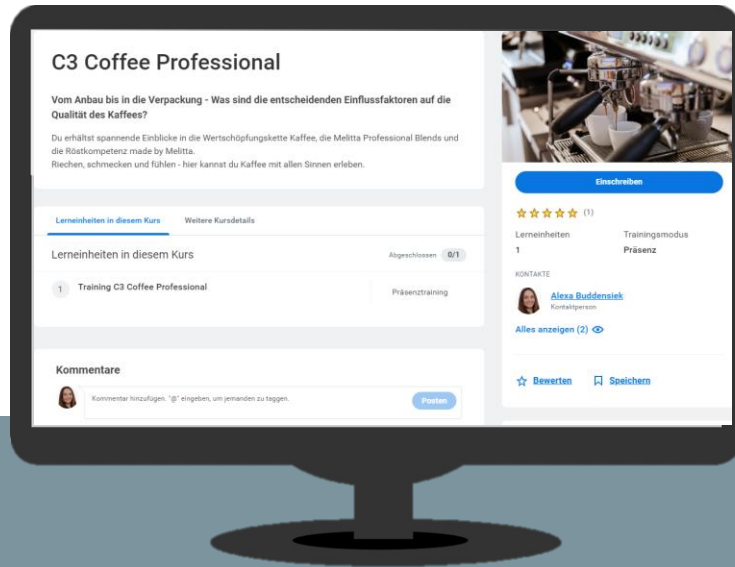 C3 Coffee Professional
Vom Anbau bis in die Verpackung - Was sind die entscheidenden Einflussfaktoren auf die
Qualität des Kaffees?
Du erhältst spannende Einblicke in die Wertschöpfungskette Kaffee, die Melitta Professional Blends und
die Röstkompetenz made by Melitta.
Riechen, schmecken und fühlen - hier kannst du Kaffee mit allen Sinnen erleben.
Lerneinheiten in diesem Kurs
Weitere Kursdetails
Lerneinheiten in diesem Kurs
Abgeschlossen 0/1
1 Training C3 Coffee Professional
Präsenztraining
Kommentare
Kommentar hinzufügen. "@" eingeben, um jemanden zu taggen.
Posten
Einschreiben
(1)
Lerneinheiten
Trainingsmodus
1
Präsenz
KONTAKTE
Alexa Buddensiek
Kontaktperson
Alles anzeigen (2)
Bewerten
Speichern